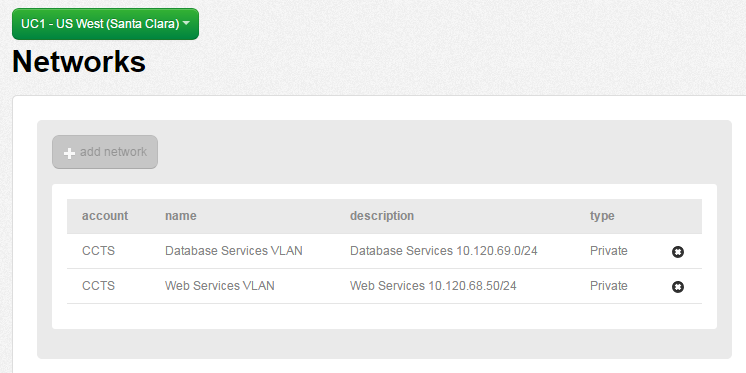 UC1 - US West (Santa Clara)
Networks
add network
account name description type
CCTS Database Services VLAN Database Services 10.120.69.0/24 Private
CCTS Web Services VLAN Web Services 10.120.68.50/24 Private